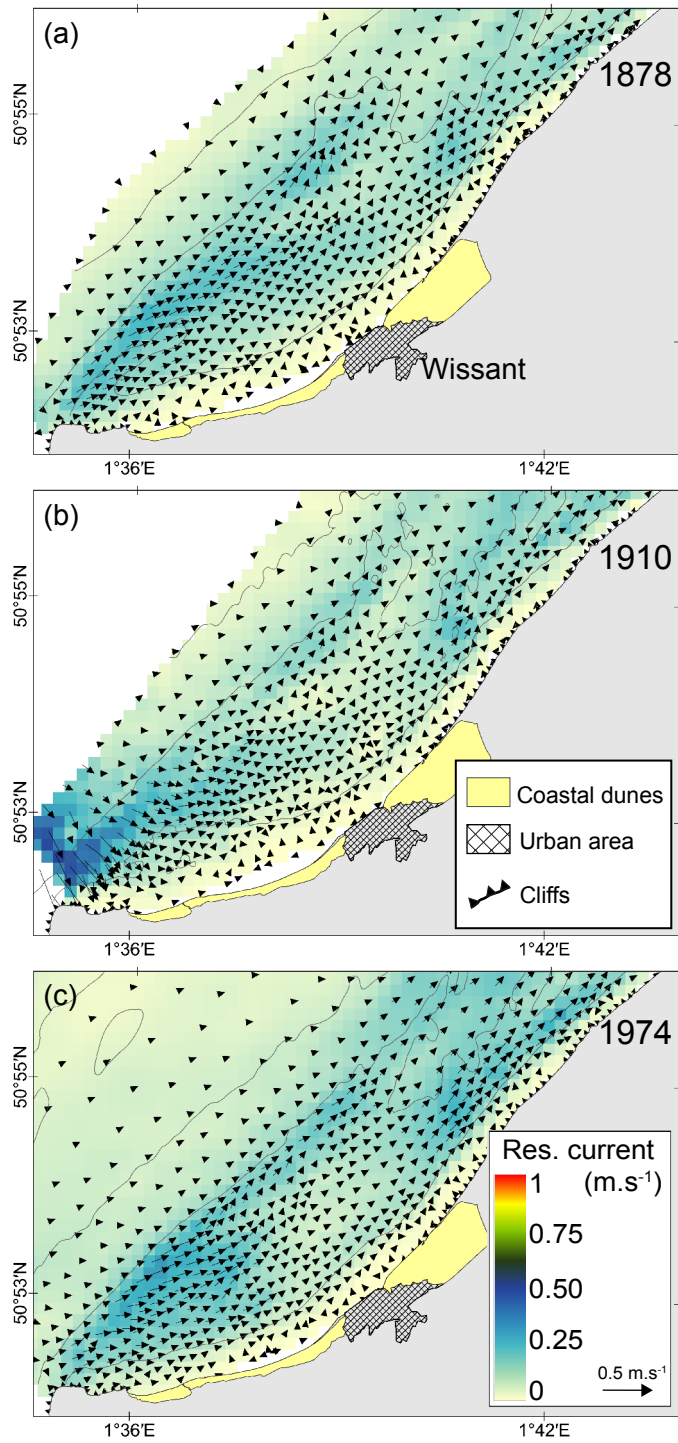 (a)
1878
50°55'N
50°53'N
Wissant
1°36'E
1°42'E
(b)
1910
50°55'N
50°53'N
Coastal dunes
Urban area
Cliffs
1°36'E
1°42'E
(c)
1974
50°55'N
50°53'N
Res. current
(m.s⁻¹)
1
0.75
0.50
0.25
0
0.5 m.s⁻¹
1°36'E
1°42'E